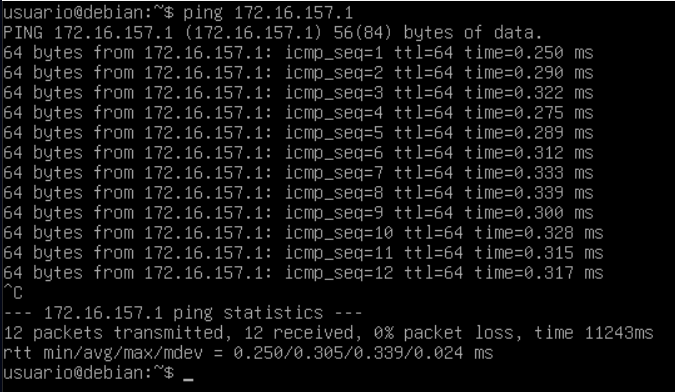 usuario@debian:~$ ping 172.16.157.1
PING 172.16.157.1 (172.16.157.1) 56(84) bytes of data.
64 bytes from 172.16.157.1: icmp_seq=1 ttl=64 time=0.250 ms
64 bytes from 172.16.157.1: icmp_seq=2 ttl=64 time=0.290 ms
64 bytes from 172.16.157.1: icmp_seq=3 ttl=64 time=0.322 ms
64 bytes from 172.16.157.1: icmp_seq=4 ttl=64 time=0.275 ms
64 bytes from 172.16.157.1: icmp_seq=5 ttl=64 time=0.289 ms
64 bytes from 172.16.157.1: icmp_seq=6 ttl=64 time=0.312 ms
64 bytes from 172.16.157.1: icmp_seq=7 ttl=64 time=0.333 ms
64 bytes from 172.16.157.1: icmp_seq=8 ttl=64 time=0.339 ms
64 bytes from 172.16.157.1: icmp_seq=9 ttl=64 time=0.300 ms
64 bytes from 172.16.157.1: icmp_seq=10 ttl=64 time=0.328 ms
64 bytes from 172.16.157.1: icmp_seq=11 ttl=64 time=0.315 ms
64 bytes from 172.16.157.1: icmp_seq=12 ttl=64 time=0.317 ms
^C
--- 172.16.157.1 ping statistics ---
12 packets transmitted, 12 received, 0% packet loss, time 11243ms
rtt min/avg/max/mdev = 0.250/0.305/0.339/0.024 ms
usuario@debian:~$ _